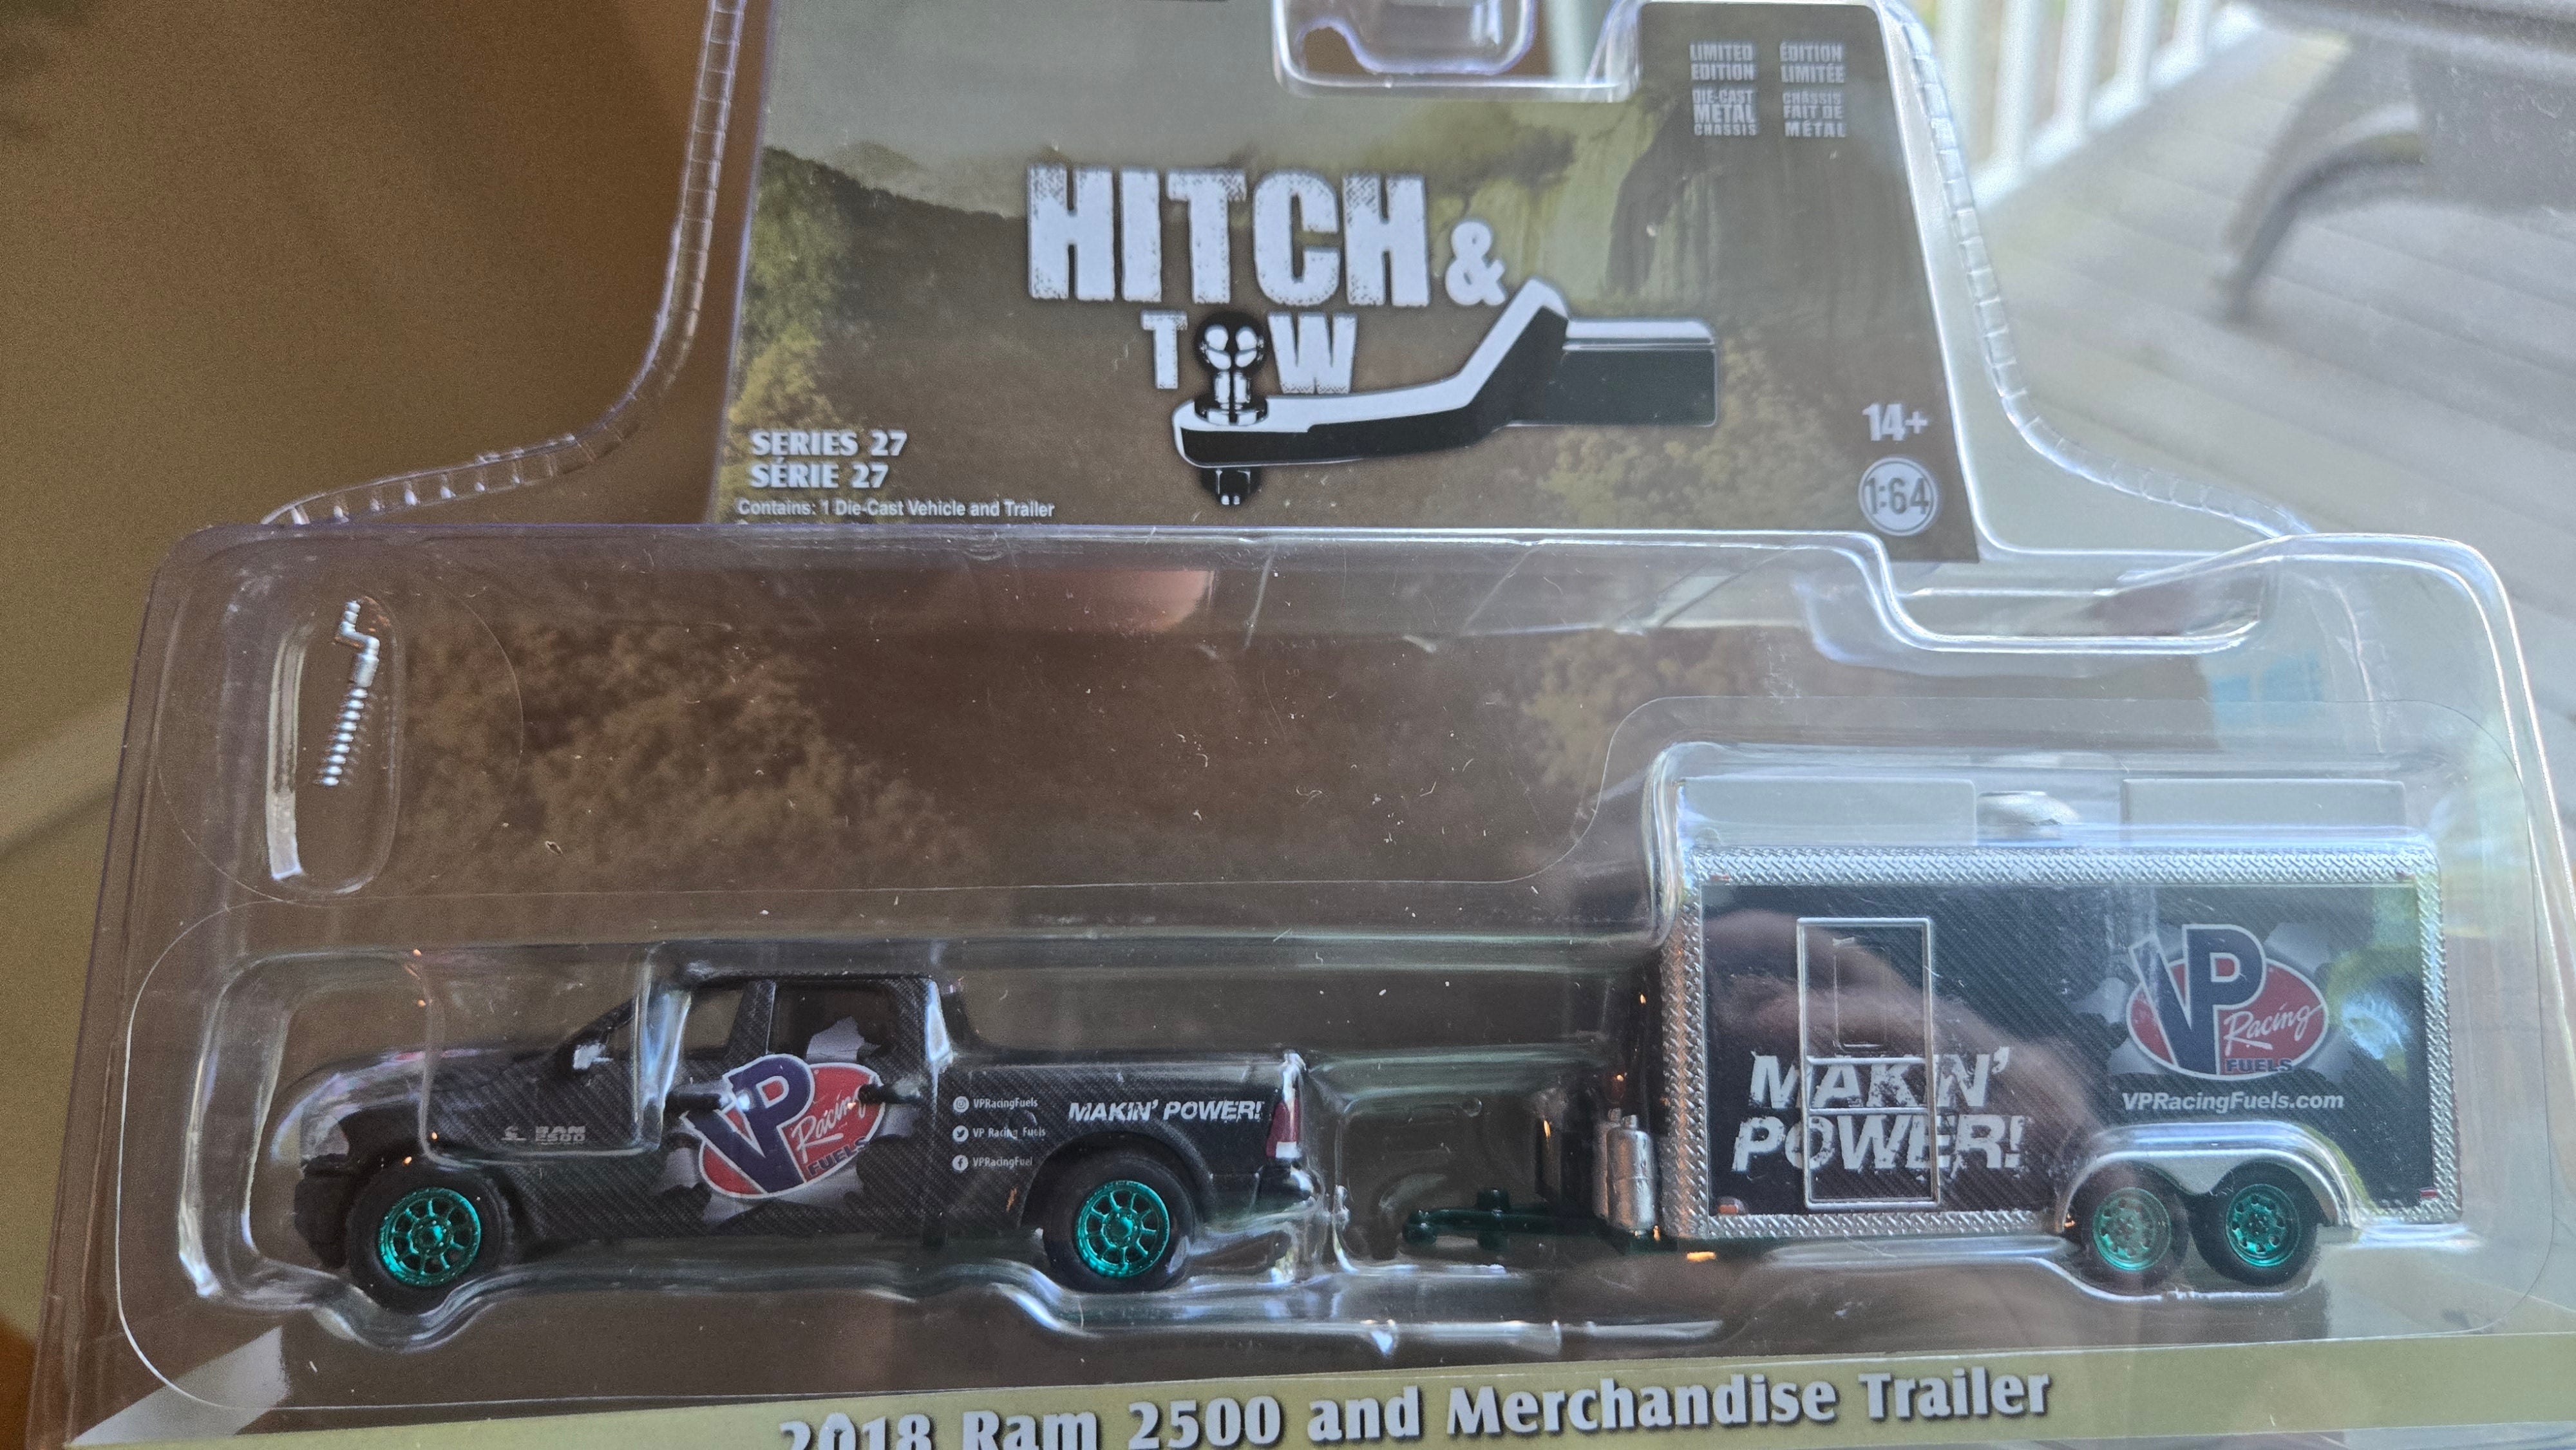 LIMITED EDITION
ÉDITION LIMITÉE
DIE-CAST METAL CHASSIS
CHÂSSIS FAIT DE MÉTAL
HITCH &
TOW
SERIES 27
SÉRIE 27
Contains: 1 Die-Cast Vehicle and Trailer
14+
1:64
RAM
2500
VP
Racing
FUELS
VPRacingFuels
VP Racing Fuels
VPRacingFuel
MAKIN' POWER!
MAKIN'
POWER!
VP
Racing
FUELS
VPRacingFuels.com
2018 Ram 2500 and Merchandise Trailer